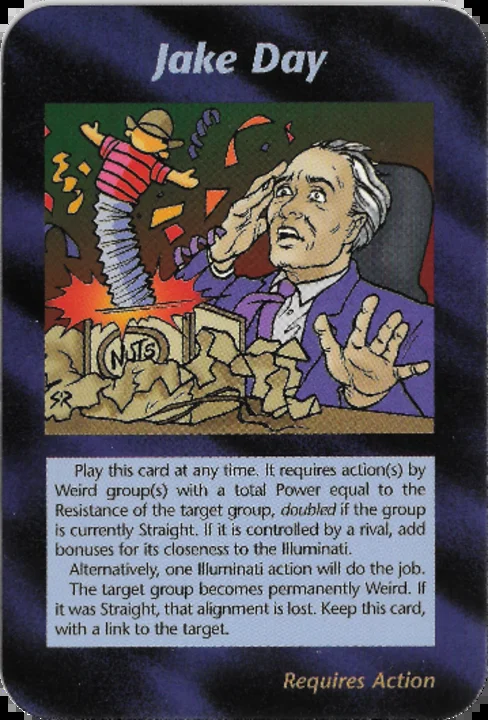 Jake Day
NUTS
SR
Play this card at any time. It requires action(s) by
Weird group(s) with a total Power equal to the
Resistance of the target group, doubled if the group
is currently Straight. If it is controlled by a rival, add
bonuses for its closeness to the Illuminati.
Alternatively, one Illuminati action will do the job.
The target group becomes permanently Weird. If
it was Straight, that alignment is lost. Keep this card,
with a link to the target.
Requires Action